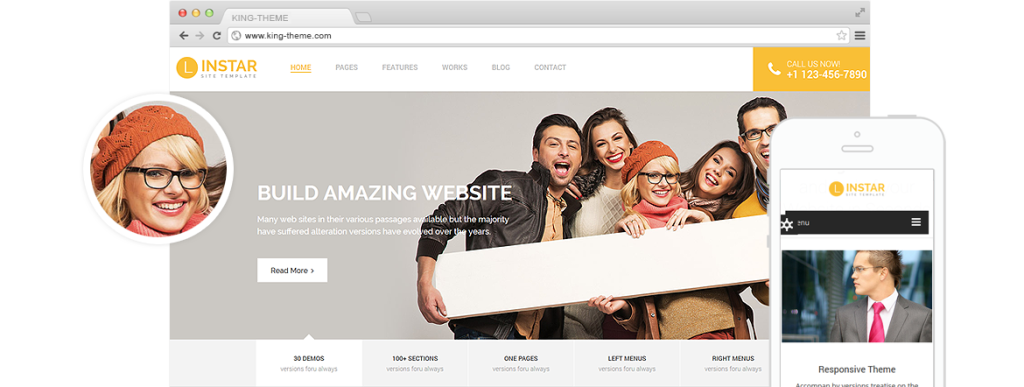 KING-THEME
www.king-theme.com
L INSTAR
SITE TEMPLATE
HOME PAGES FEATURES WORKS BLOG CONTACT
CALL US NOW!
+1 123-456-7890
BUILD AMAZING WEBSITE
Many web sites in their various passages available but the majority
have suffered alteration versions have evolved over the years.
Read More >
30 DEMOS
versions foru always
100+ SECTIONS
versions foru always
ONE PAGES
versions foru always
LEFT MENUS
versions foru always
RIGHT MENUS
versions foru always
L INSTAR
SITE TEMPLATE
enu
Responsive Theme
Accompan by versions treatise on the